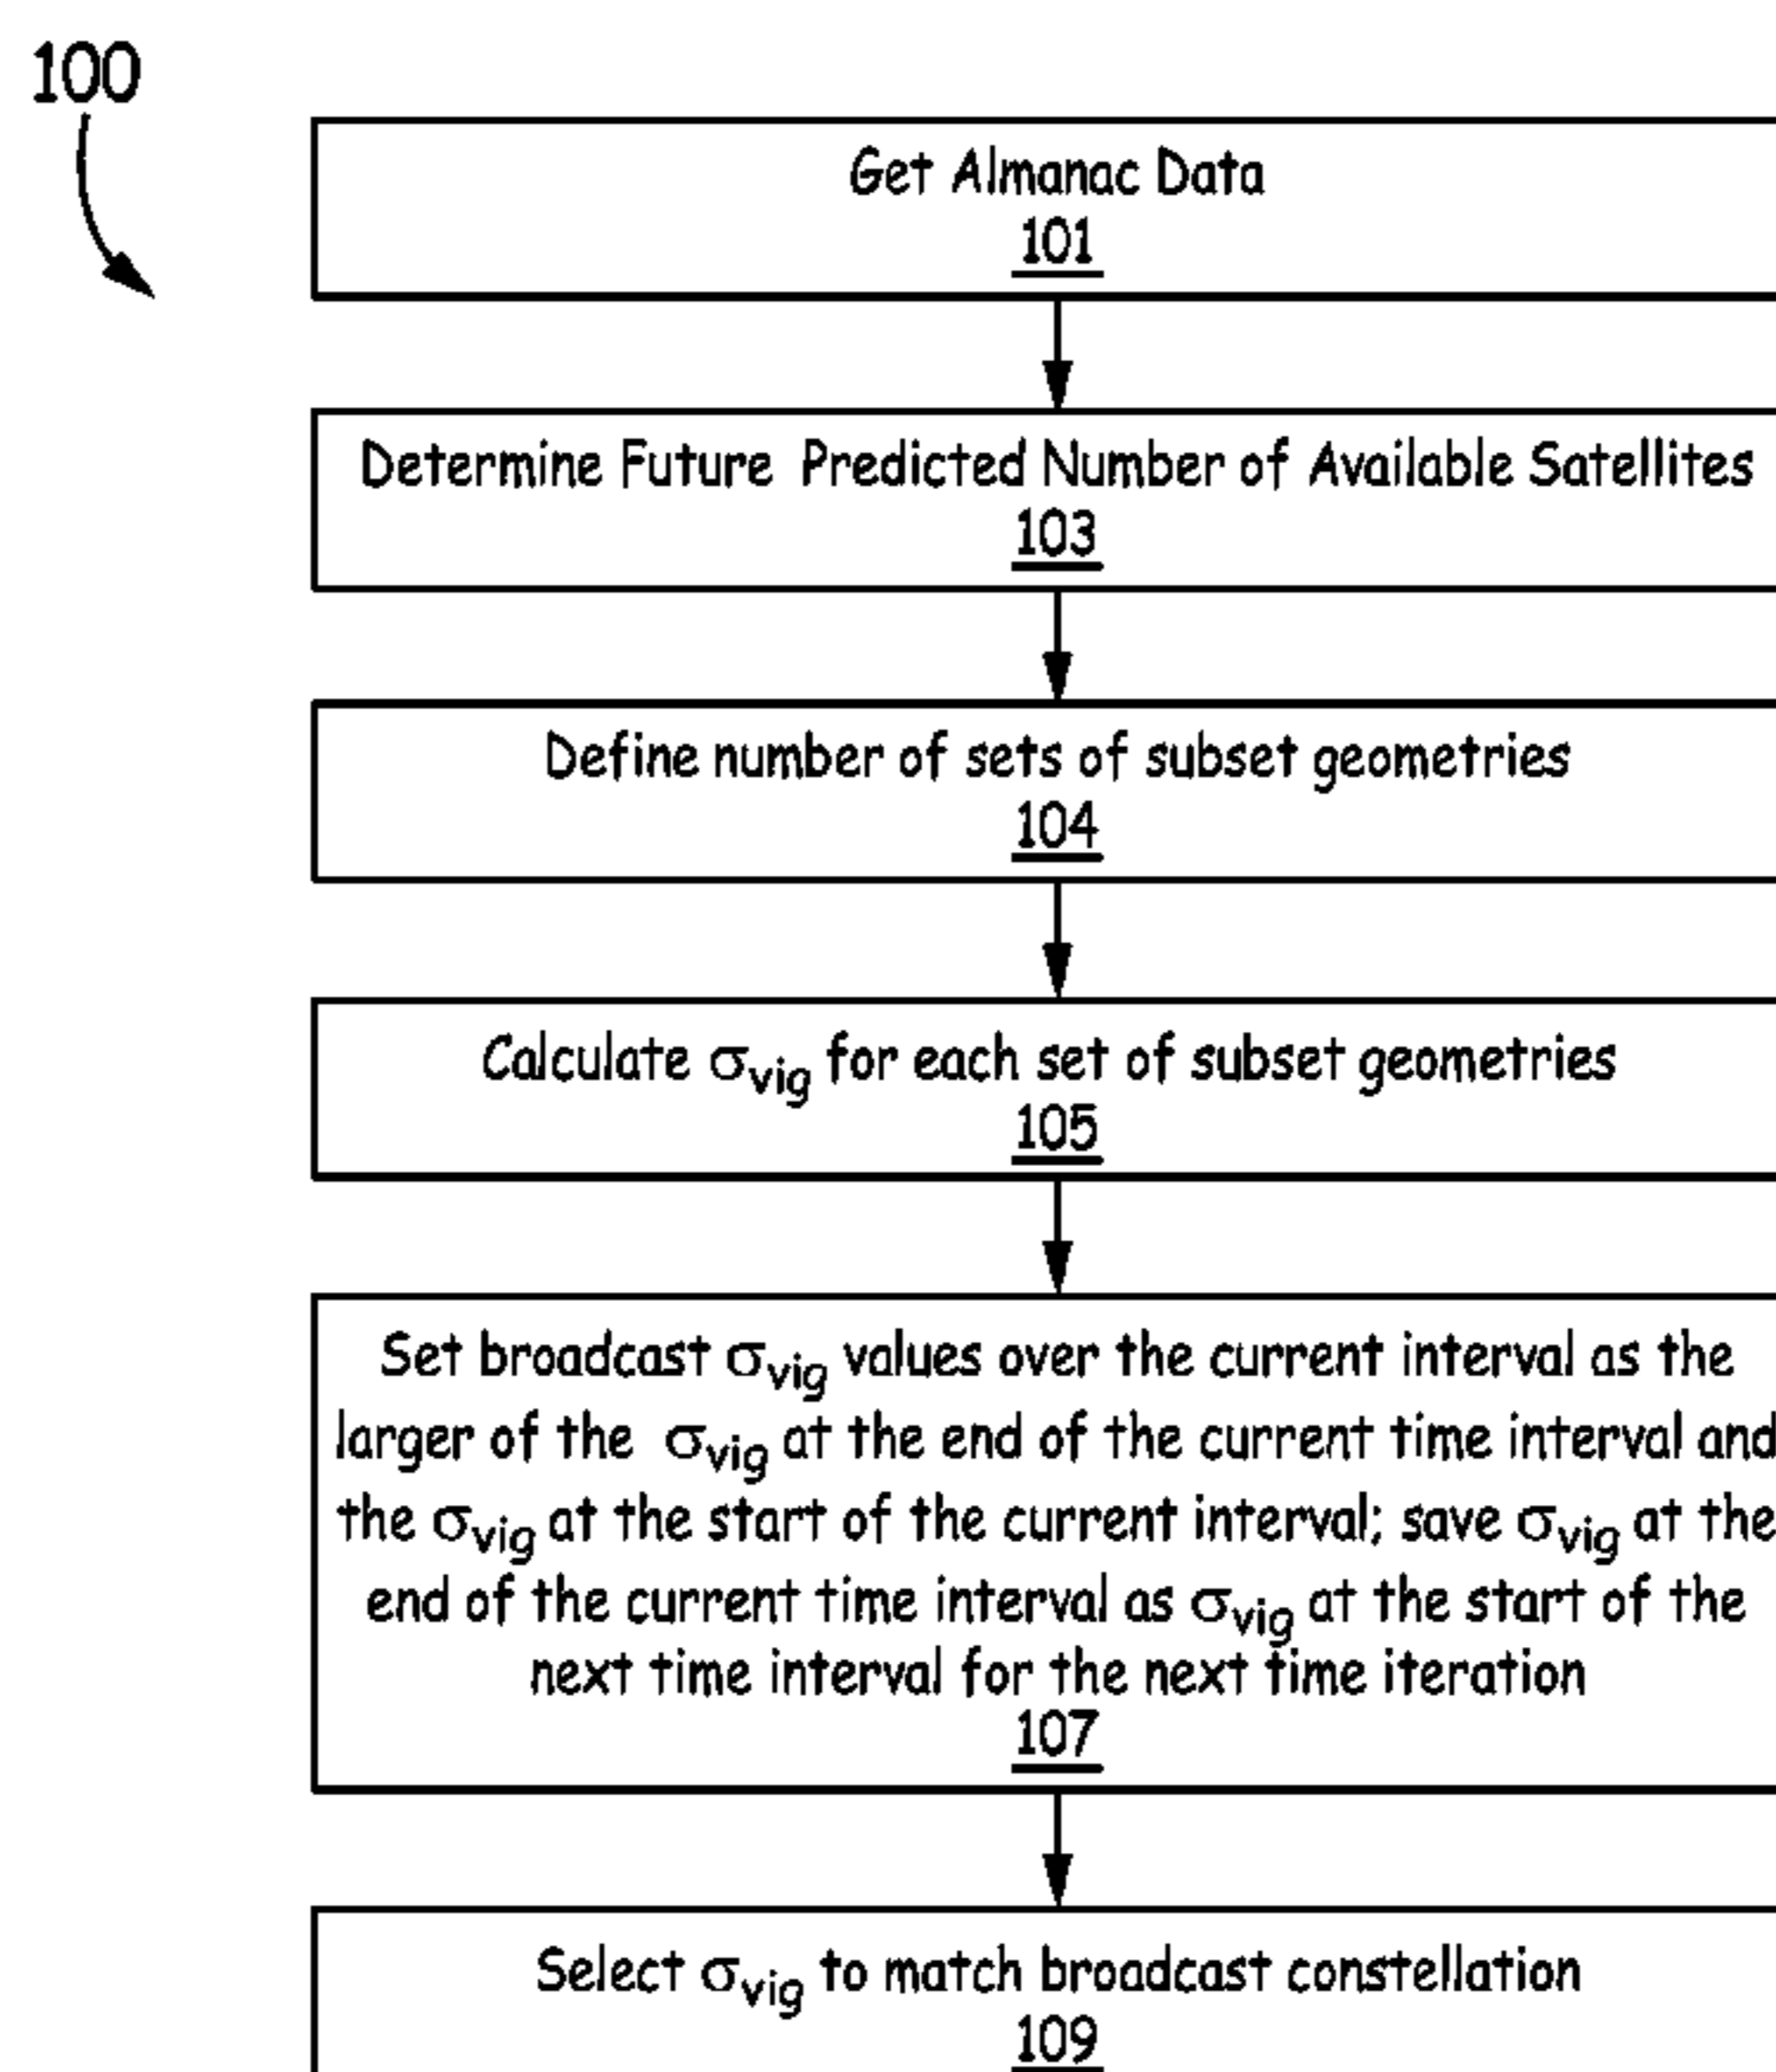 100
Get Almanac Data
101
Determine Future Predicted Number of Available Satellites
103
Define number of sets of subset geometries
104
Calculate σvig for each set of subset geometries
105
Set broadcast σvig values over the current interval as the
larger of the σvig at the end of the current time interval and
the σvig at the start of the current interval; save σvig at the
end of the current time interval as σvig at the start of the
next time interval for the next time iteration
107
Select σvig to match broadcast constellation
109